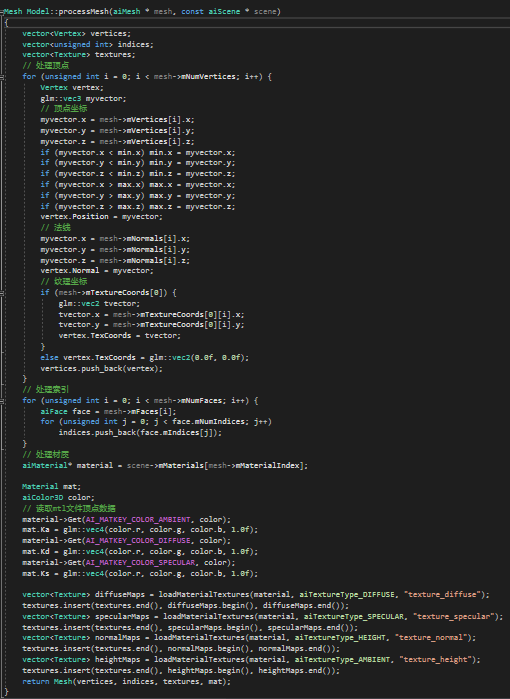 Mesh Model::processMesh(aiMesh * mesh, const aiScene * scene)
{
    vector<Vertex> vertices;
    vector<unsigned int> indices;
    vector<Texture> textures;
    // 处理顶点
    for (unsigned int i = 0; i < mesh->mNumVertices; i++) {
        Vertex vertex;
        glm::vec3 myvector;
        // 顶点坐标
        myvector.x = mesh->mVertices[i].x;
        myvector.y = mesh->mVertices[i].y;
        myvector.z = mesh->mVertices[i].z;
        if (myvector.x < min.x) min.x = myvector.x;
        if (myvector.y < min.y) min.y = myvector.y;
        if (myvector.z < min.z) min.z = myvector.z;
        if (myvector.x > max.x) max.x = myvector.x;
        if (myvector.y > max.y) max.y = myvector.y;
        if (myvector.z > max.z) max.z = myvector.z;
        vertex.Position = myvector;
        // 法线
        myvector.x = mesh->mNormals[i].x;
        myvector.y = mesh->mNormals[i].y;
        myvector.z = mesh->mNormals[i].z;
        vertex.Normal = myvector;
        // 纹理坐标
        if (mesh->mTextureCoords[0]) {
            glm::vec2 tvector;
            tvector.x = mesh->mTextureCoords[0][i].x;
            tvector.y = mesh->mTextureCoords[0][i].y;
            vertex.TexCoords = tvector;
        }
        else vertex.TexCoords = glm::vec2(0.0f, 0.0f);
        vertices.push_back(vertex);
    }
    // 处理索引
    for (unsigned int i = 0; i < mesh->mNumFaces; i++) {
        aiFace face = mesh->mFaces[i];
        for (unsigned int j = 0; j < face.mNumIndices; j++)
            indices.push_back(face.mIndices[j]);
    }
    // 处理材质
    aiMaterial* material = scene->mMaterials[mesh->mMaterialIndex];

    Material mat;
    aiColor3D color;
    // 读取mtl文件顶点数据
    material->Get(AI_MATKEY_COLOR_AMBIENT, color);
    mat.Ka = glm::vec4(color.r, color.g, color.b, 1.0f);
    material->Get(AI_MATKEY_COLOR_DIFFUSE, color);
    mat.Kd = glm::vec4(color.r, color.g, color.b, 1.0f);
    material->Get(AI_MATKEY_COLOR_SPECULAR, color);
    mat.Ks = glm::vec4(color.r, color.g, color.b, 1.0f);

    vector<Texture> diffuseMaps = loadMaterialTextures(material, aiTextureType_DIFFUSE, "texture_diffuse");
    textures.insert(textures.end(), diffuseMaps.begin(), diffuseMaps.end());
    vector<Texture> specularMaps = loadMaterialTextures(material, aiTextureType_SPECULAR, "texture_specular");
    textures.insert(textures.end(), specularMaps.begin(), specularMaps.end());
    vector<Texture> normalMaps = loadMaterialTextures(material, aiTextureType_HEIGHT, "texture_normal");
    textures.insert(textures.end(), normalMaps.begin(), normalMaps.end());
    vector<Texture> heightMaps = loadMaterialTextures(material, aiTextureType_AMBIENT, "texture_height");
    textures.insert(textures.end(), heightMaps.begin(), heightMaps.end());
    return Mesh(vertices, indices, textures, mat);
}